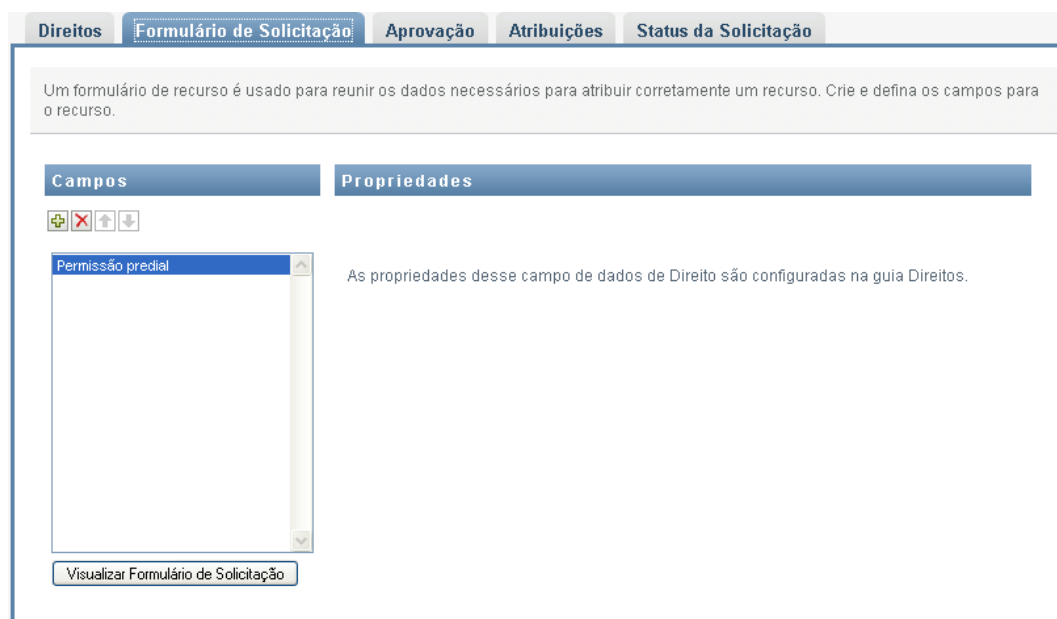 Direitos Formulário de Solicitação Aprovação Atribuições Status da Solicitação
Um formulário de recurso é usado para reunir os dados necessários para atribuir corretamente um recurso. Crie e defina os campos para
o recurso.
Campos Propriedades
Permissão predial
As propriedades desse campo de dados de Direito são configuradas na guia Direitos.
Visualizar Formulário de Solicitação